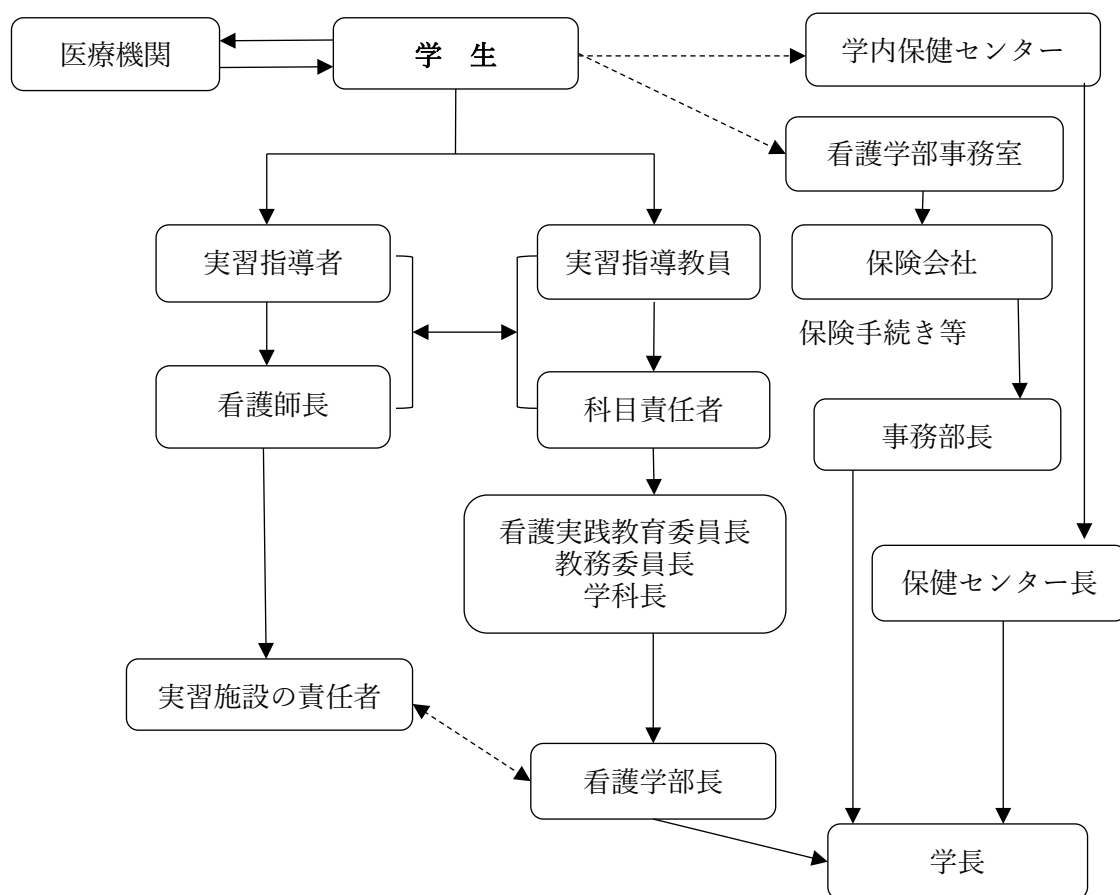 医療機関
学　生
学内保健センター
看護学部事務室
実習指導者
実習指導教員
保険会社
保険手続き等
看護師長
科目責任者
事務部長
看護実践教育委員長
教務委員長
学科長
保健センター長
実習施設の責任者
看護学部長
学長